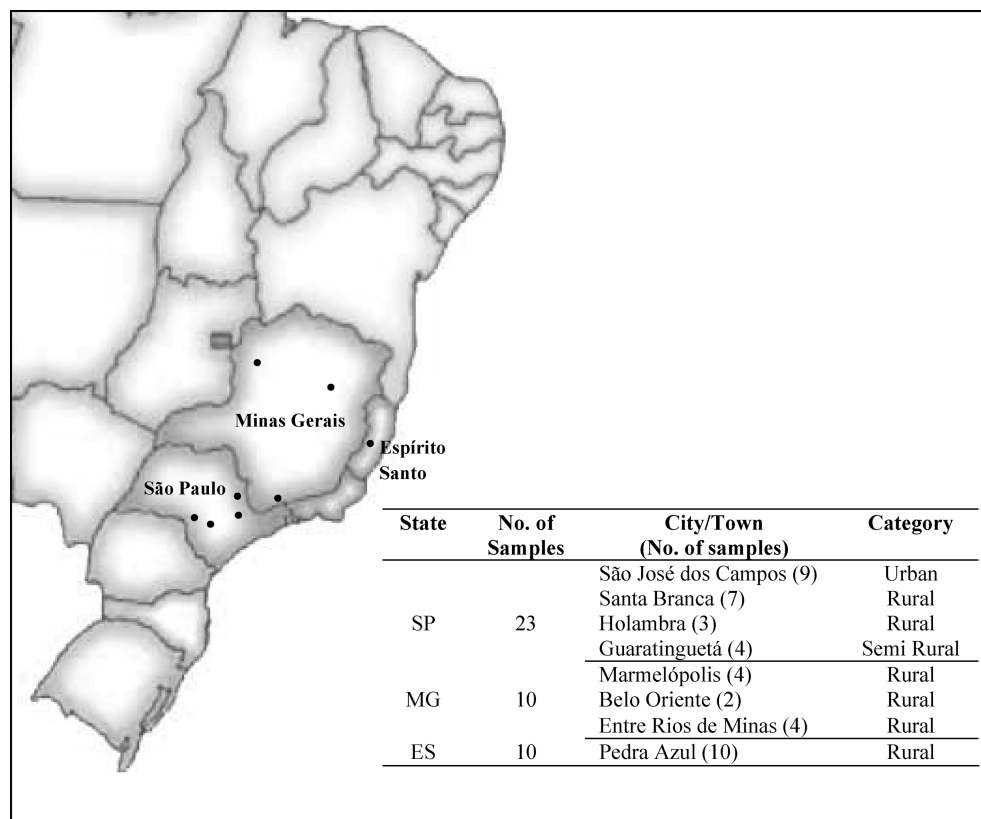 Minas Gerais
Espírito
Santo
São Paulo
State No. of Samples City/Town (No. of samples) Category
São José dos Campos (9) Urban
Santa Branca (7) Rural
SP 23 Holambra (3) Rural
Guaratinguetá (4) Semi Rural
Marmelópolis (4) Rural
MG 10 Belo Oriente (2) Rural
Entre Rios de Minas (4) Rural
ES 10 Pedra Azul (10) Rural